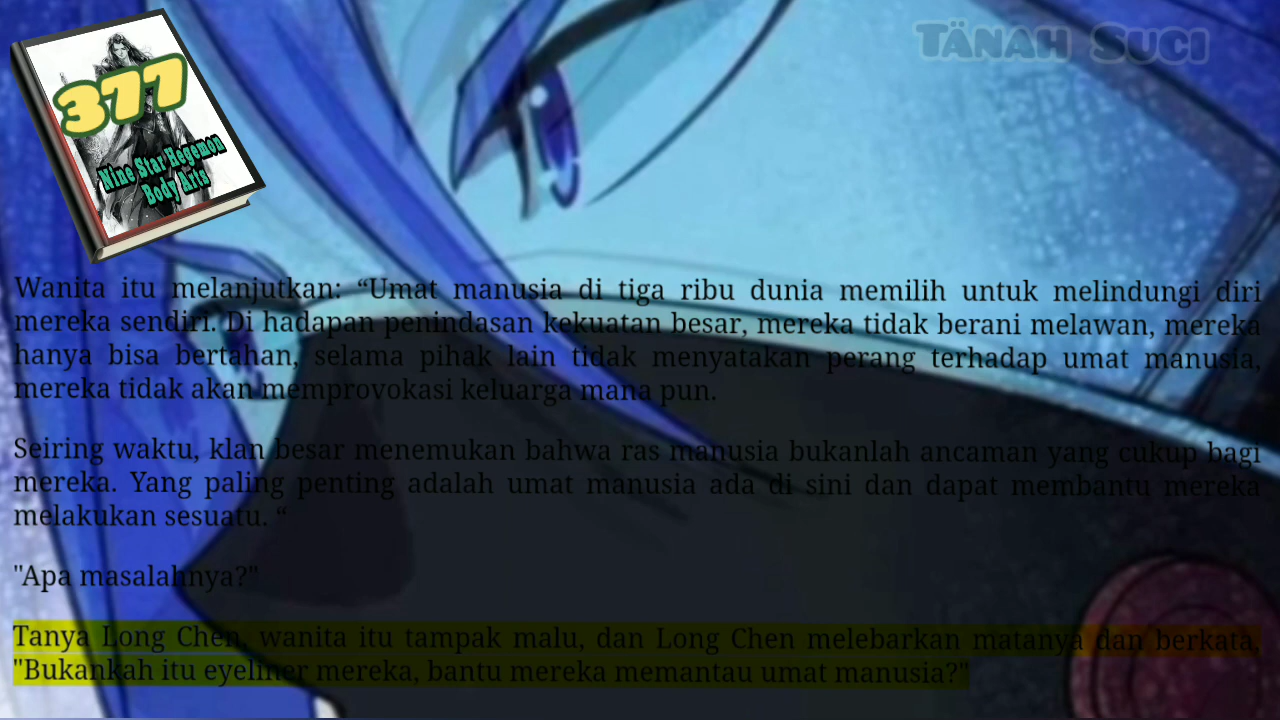 TÄNAH SUCI
377
Nine Star Hegemon
Body Arts
Wanita itu melanjutkan: “Umat manusia di tiga ribu dunia memilih untuk melindungi diri
mereka sendiri. Di hadapan penindasan kekuatan besar, mereka tidak berani melawan, mereka
hanya bisa bertahan, selama pihak lain tidak menyatakan perang terhadap umat manusia,
mereka tidak akan memprovokasi keluarga mana pun.
Seiring waktu, klan besar menemukan bahwa ras manusia bukanlah ancaman yang cukup bagi
mereka. Yang paling penting adalah umat manusia ada di sini dan dapat membantu mereka
melakukan sesuatu. “
"Apa masalahnya?"
Tanya Long Chen, wanita itu tampak malu, dan Long Chen melebarkan matanya dan berkata,
"Bukankah itu eyeliner mereka, bantu mereka memantau umat manusia?"